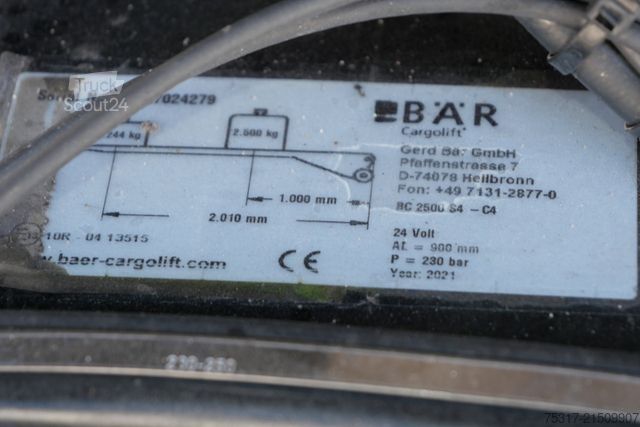 Truck
Scout24
7024279
BÄR
Cargolift
244 kg
2.500 kg
Gerd Bär GmbH
Pfaffenstrasse 7
D-74078 Heilbronn
Fon: +49 7131-2877-0
1.000 mm
2.010 mm
BC 2500 S4 - C4
24 Volt
AL = 900 mm
P = 230 bar
Year: 2021
10R - 04 13515
w.baer-cargolift.com
CE
75317-21509907